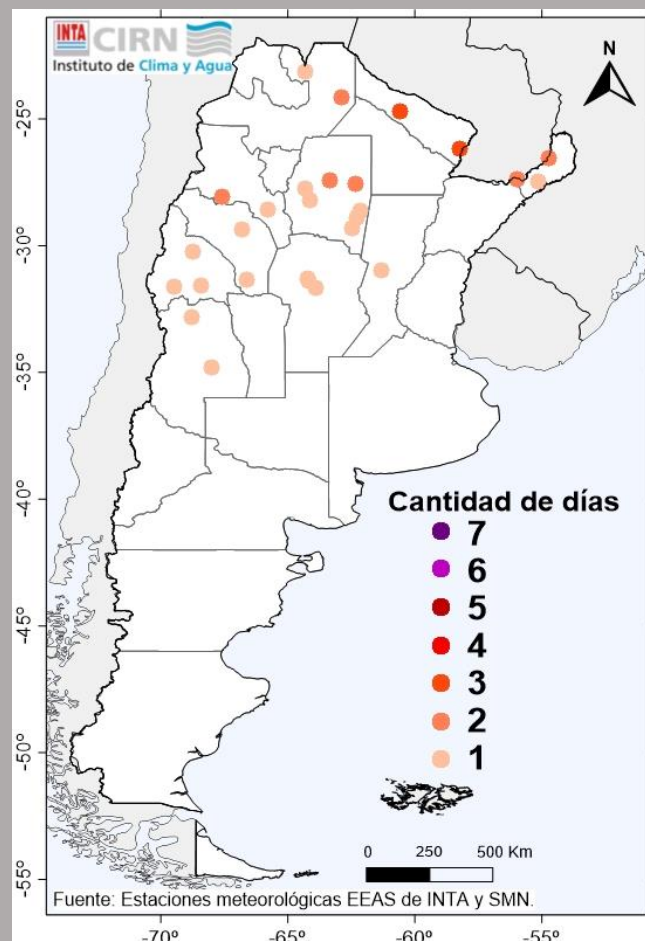 INTA CIRN
Instituto de Clima y Agua
N
-25°
-30°
-35°
-40°
-45°
-50°
-55°
Cantidad de días
7
6
5
4
3
2
1
0 250 500 Km
Fuente: Estaciones meteorológicas EEAS de INTA y SMN.
-70° -65° -60° -55°